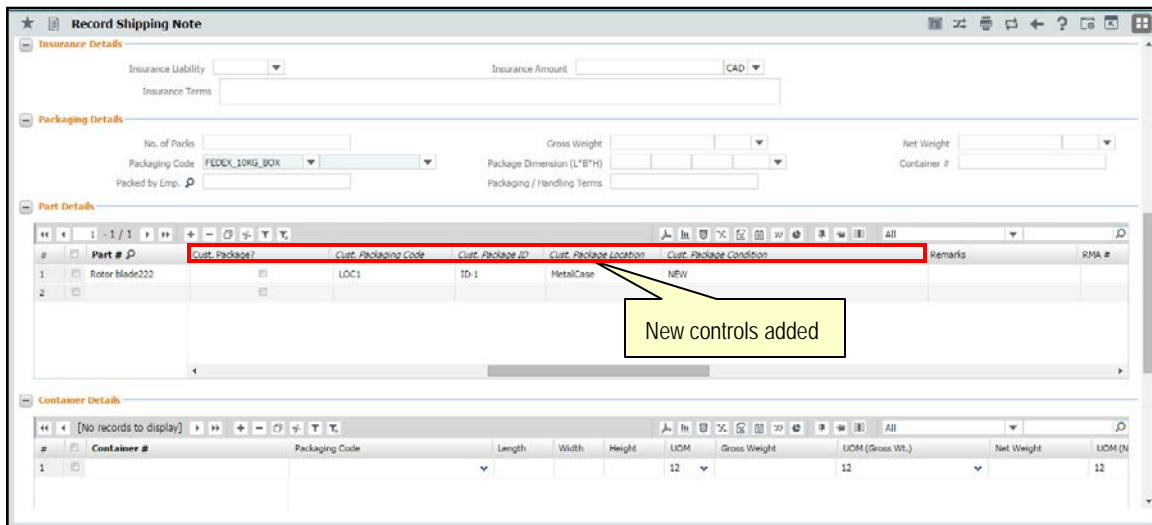 Record Shipping Note
Insurance Details
Insurance Liability Insurance Amount CAD
Insurance Terms
Packaging Details
No. of Packs Gross Weight Net Weight
Packaging Code FEDEX_10KG_BOX Package Dimension (L*B*H) Container #
Packed by Emp. Packaging / Handling Terms
Part Details
1 - 1 / 1 All
# Part # Cust. Package? Cust. Packaging Code Cust. Package ID Cust. Package Location Cust. Package Condition Remarks RMA #
1 Rotor blade222 LOC1 ID-1 MetalCase NEW
2
New controls added
Container Details
[No records to display] All
# Container # Packaging Code Length Width Height UOM Gross Weight UOM (Gross Wt.) Net Weight UOM (N
1 12 12 12